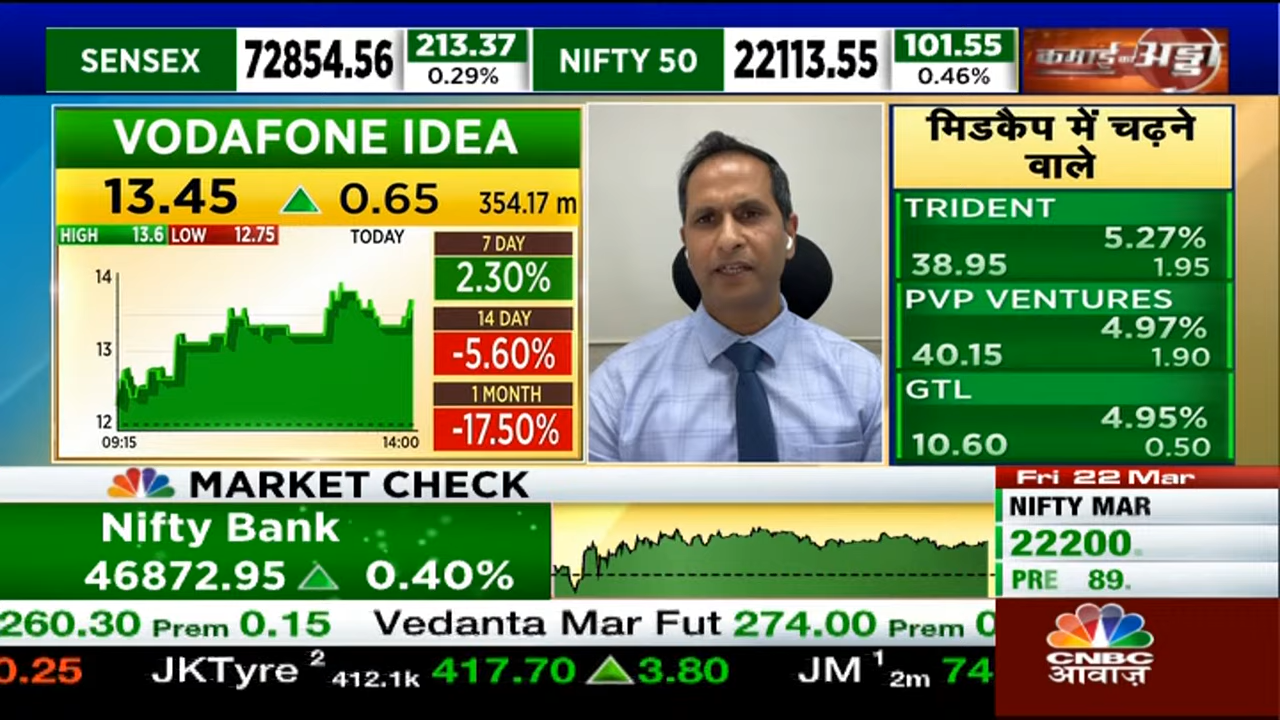 SENSEX 72854.56 213.37 0.29% NIFTY 50 22113.55 101.55 0.46% कमाई का अड्डा
VODAFONE IDEA
13.45 ▲ 0.65 354.17 m
HIGH 13.6 LOW 12.75 TODAY
14
13
12
09:15 14:00
7 DAY
2.30%
14 DAY
-5.60%
1 MONTH
-17.50%
मिडकैप में चढ़ने
वाले
TRIDENT
5.27%
38.95 1.95
PVP VENTURES
4.97%
40.15 1.90
GTL
4.95%
10.60 0.50
MARKET CHECK
Nifty Bank
46872.95 ▲ 0.40%
Fri 22 Mar
NIFTY MAR
22200
PRE 89.
260.30 Prem 0.15 Vedanta Mar Fut 274.00 Prem
0.25 JKTyre 2 412.1k 417.70 ▲ 3.80 JM 1 2m 74
CNBC
आवाज़